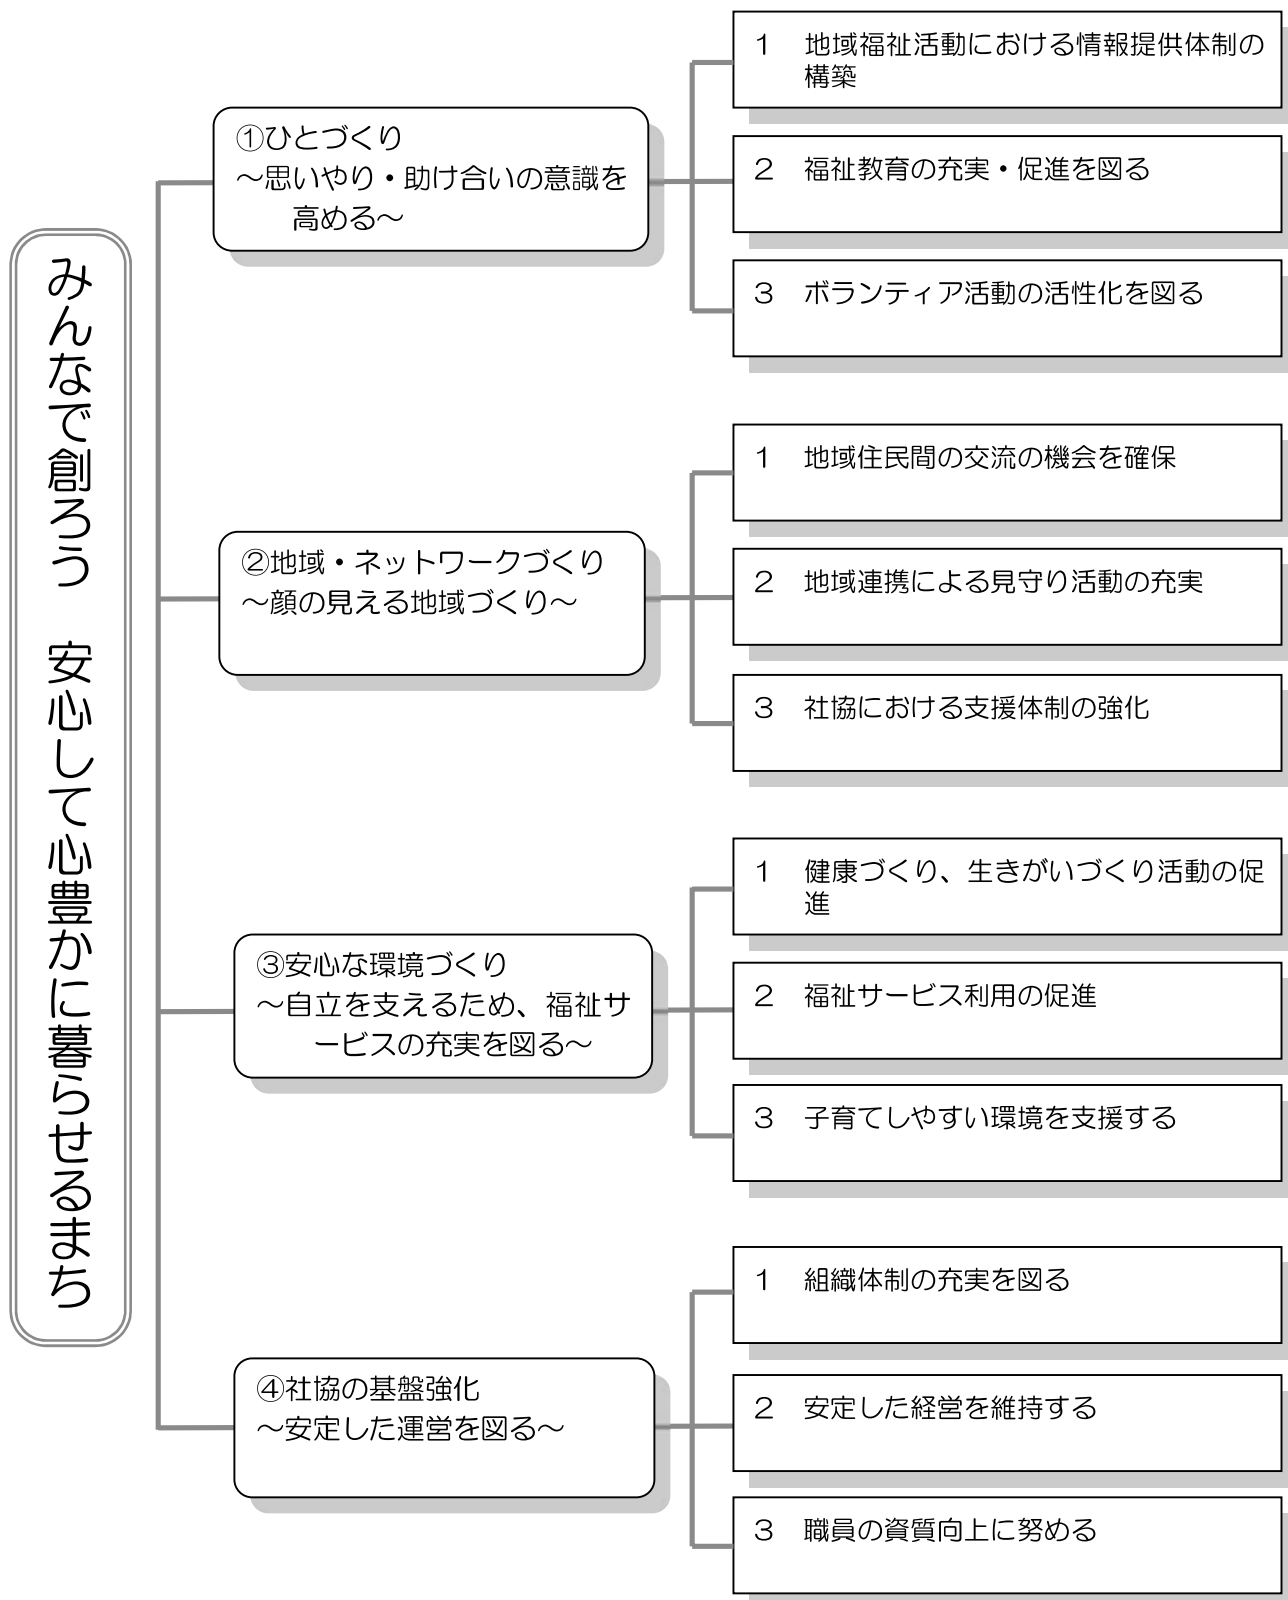 みんなで創ろう　安心して心豊かに暮らせるまち
①ひとづくり
～思いやり・助け合いの意識を
高める～
1　地域福祉活動における情報提供体制の
構築
2　福祉教育の充実・促進を図る
3　ボランティア活動の活性化を図る
②地域・ネットワークづくり
～顔の見える地域づくり～
1　地域住民間の交流の機会を確保
2　地域連携による見守り活動の充実
3　社協における支援体制の強化
③安心な環境づくり
～自立を支えるため、福祉サ
ービスの充実を図る～
1　健康づくり、生きがいづくり活動の促
進
2　福祉サービス利用の促進
3　子育てしやすい環境を支援する
④社協の基盤強化
～安定した運営を図る～
1　組織体制の充実を図る
2　安定した経営を維持する
3　職員の資質向上に努める